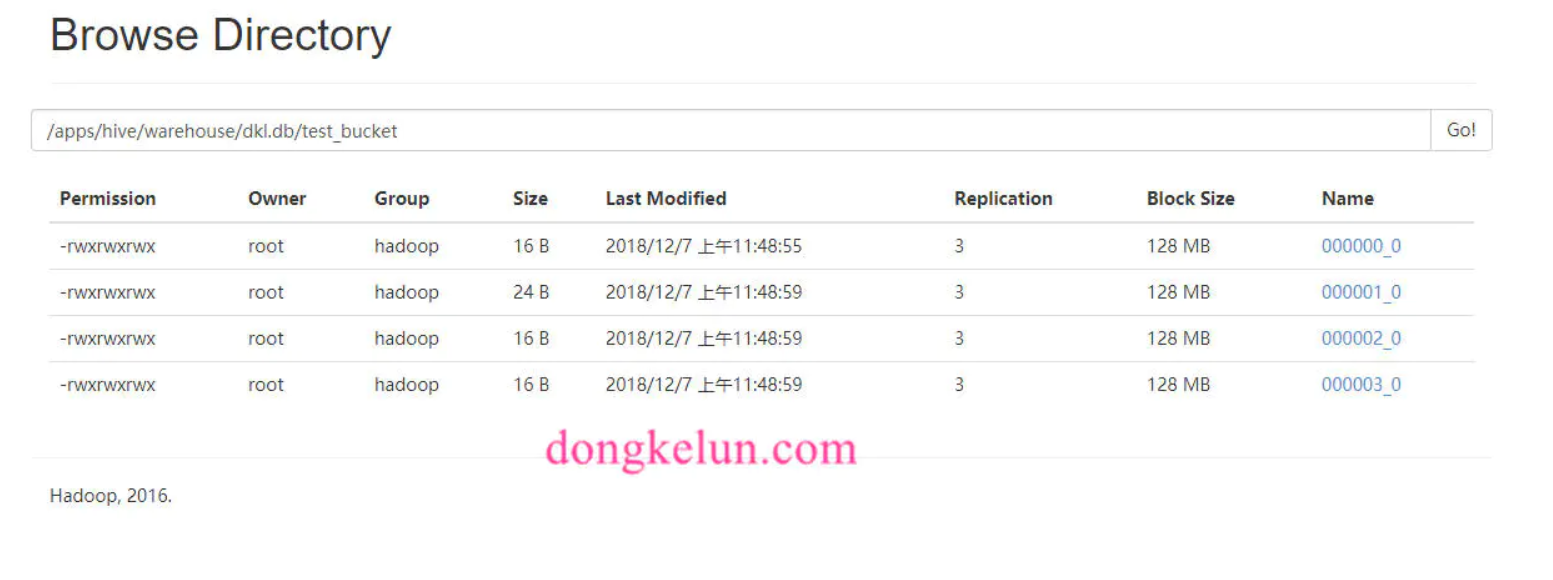 Browse Directory
/apps/hive/warehouse/dkl.db/test_bucket Go!
Permission Owner Group Size Last Modified Replication Block Size Name
-rwxrwxrwx root hadoop 16 B 2018/12/7 上午11:48:55 3 128 MB 000000_0
-rwxrwxrwx root hadoop 24 B 2018/12/7 上午11:48:59 3 128 MB 000001_0
-rwxrwxrwx root hadoop 16 B 2018/12/7 上午11:48:59 3 128 MB 000002_0
-rwxrwxrwx root hadoop 16 B 2018/12/7 上午11:48:59 3 128 MB 000003_0
dongkelun.com
Hadoop, 2016.